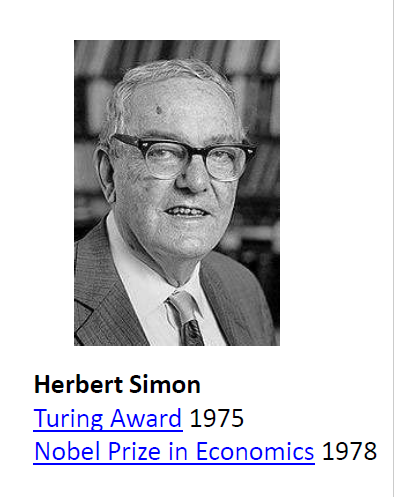 Herbert Simon
Turing Award 1975
Nobel Prize in Economics 1978